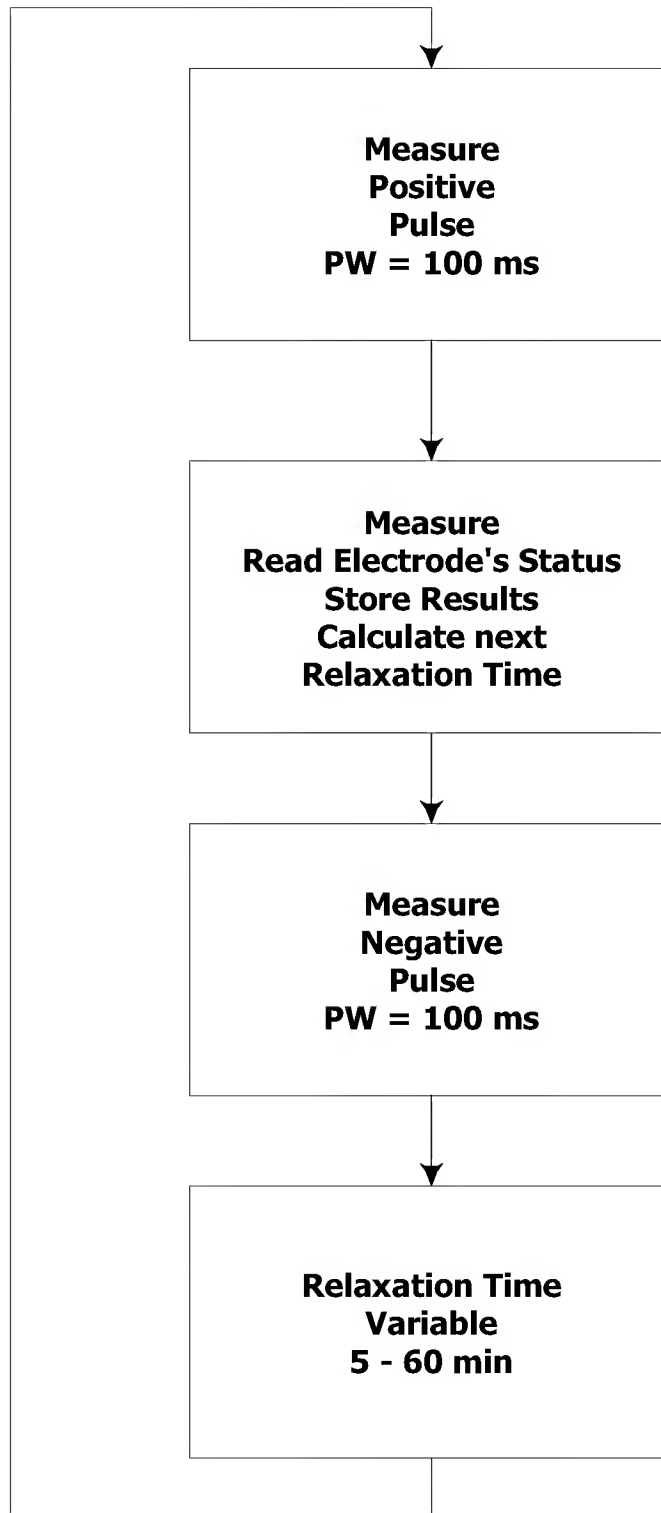 Measure
Positive
Pulse
PW = 100 ms
Measure
Read Electrode's Status
Store Results
Calculate next
Relaxation Time
Measure
Negative
Pulse
PW = 100 ms
Relaxation Time
Variable
5 - 60 min